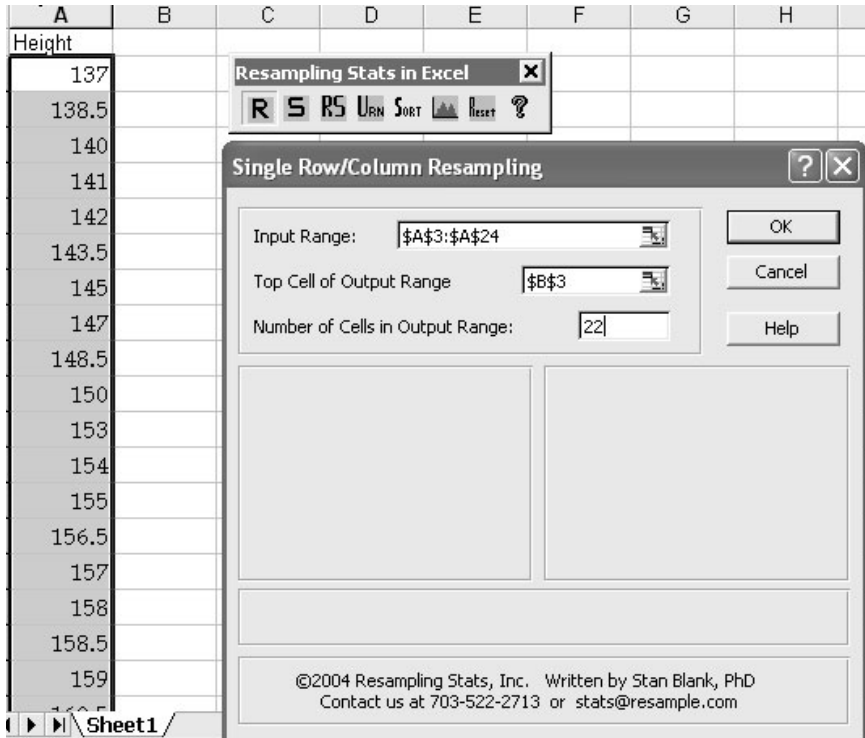 A B C D E F G H
Height
137
138.5
140
141
142
143.5
145
147
148.5
150
153
154
155
156.5
157
158
158.5
159
Sheet1
Resampling Stats in Excel
R S RS URN SORT Reset ?
Single Row/Column Resampling
Input Range: $A$3:$A$24
Top Cell of Output Range $B$3
Number of Cells in Output Range: 22
OK
Cancel
Help
©2004 Resampling Stats, Inc. Written by Stan Blank, PhD
Contact us at 703-522-2713 or stats@resample.com